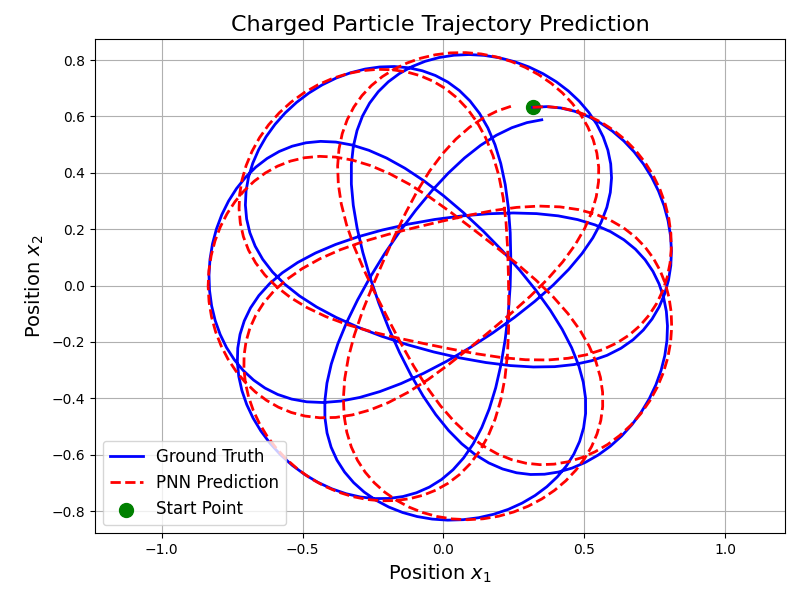 Charged Particle Trajectory Prediction
Position $x_2$
0.8
0.6
0.4
0.2
0.0
−0.2
−0.4
−0.6
−0.8
Ground Truth
PNN Prediction
Start Point
−1.0
−0.5
0.0
0.5
1.0
Position $x_1$